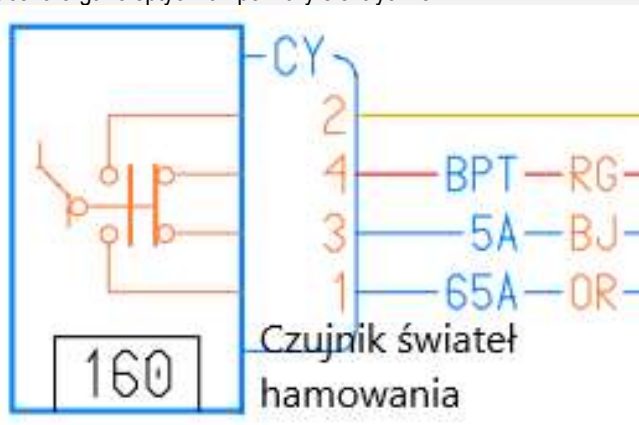 CY
2
4 BPT RG
3 5A BJ
1 65A OR
160
Czujnik świateł
hamowania